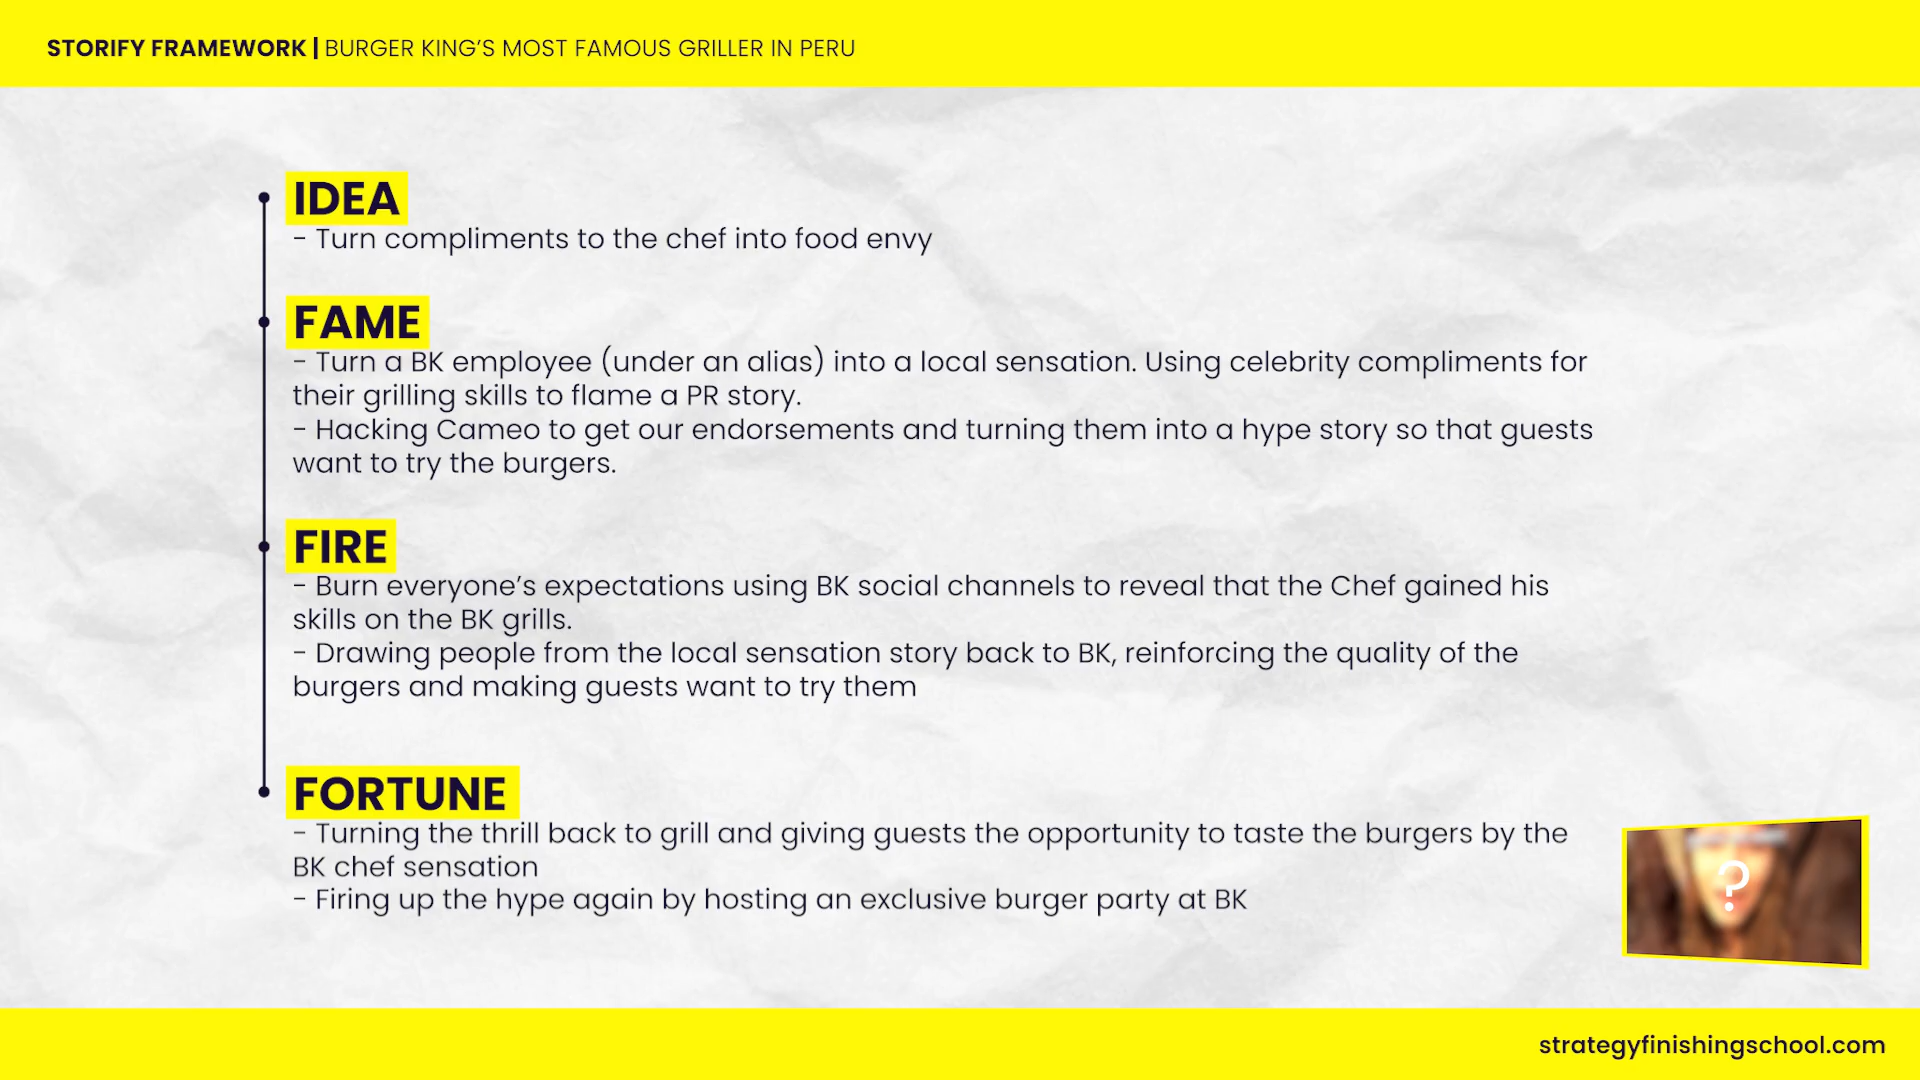 STORIFY FRAMEWORK | BURGER KING’S MOST FAMOUS GRILLER IN PERU
IDEA
- Turn compliments to the chef into food envy
FAME
- Turn a BK employee (under an alias) into a local sensation. Using celebrity compliments for
their grilling skills to flame a PR story.
- Hacking Cameo to get our endorsements and turning them into a hype story so that guests
want to try the burgers.
FIRE
- Burn everyone’s expectations using BK social channels to reveal that the Chef gained his
skills on the BK grills.
- Drawing people from the local sensation story back to BK, reinforcing the quality of the
burgers and making guests want to try them
FORTUNE
- Turning the thrill back to grill and giving guests the opportunity to taste the burgers by the
BK chef sensation
- Firing up the hype again by hosting an exclusive burger party at BK
?
strategyfinishingschool.com